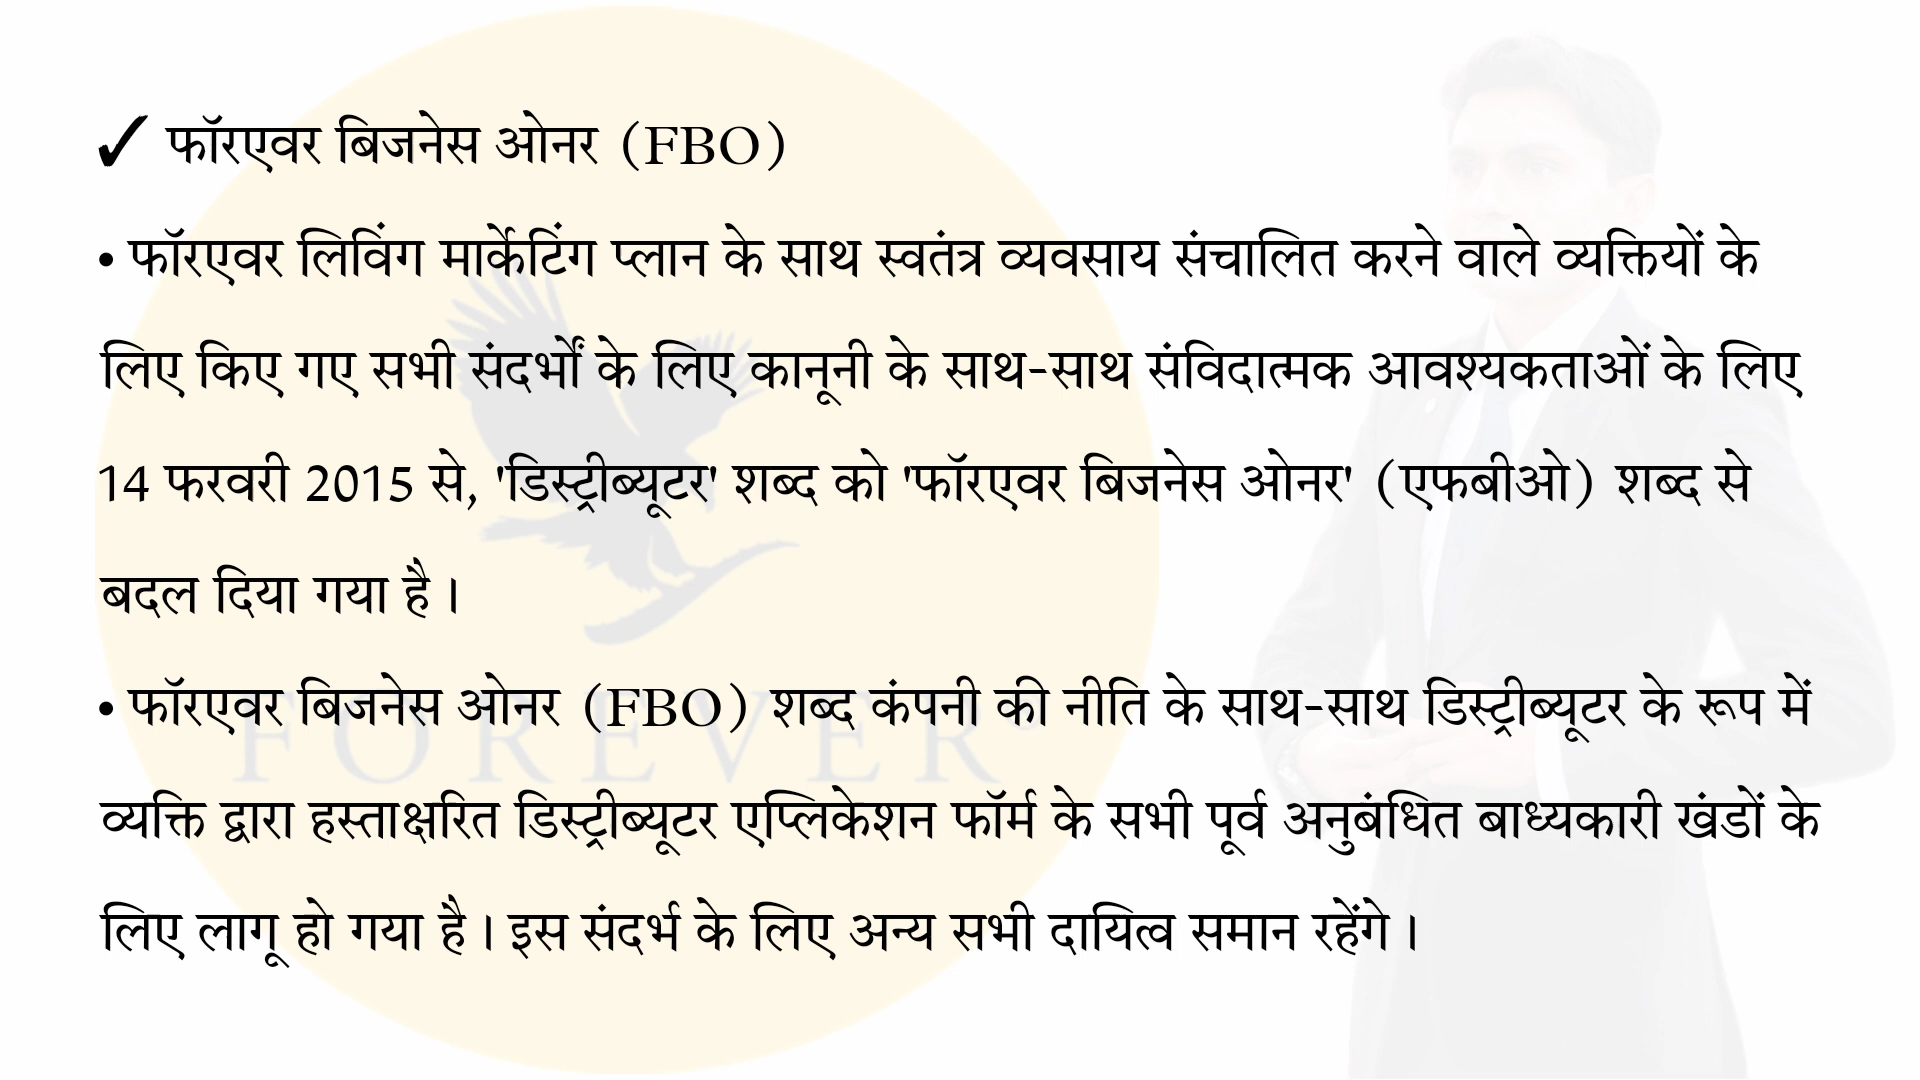 ✓ फॉरएवर बिजनेस ओनर (FBO)
• फॉरएवर लिविंग मार्केटिंग प्लान के साथ स्वतंत्र व्यवसाय संचालित करने वाले व्यक्तियों के
लिए किए गए सभी संदर्भों के लिए कानूनी के साथ-साथ संविदात्मक आवश्यकताओं के लिए
14 फरवरी 2015 से, 'डिस्ट्रीब्यूटर' शब्द को 'फॉरएवर बिजनेस ओनर' (एफबीओ) शब्द से
बदल दिया गया है।
• फॉरएवर बिजनेस ओनर (FBO) शब्द कंपनी की नीति के साथ-साथ डिस्ट्रीब्यूटर के रूप में
FOREVER®
व्यक्ति द्वारा हस्ताक्षरित डिस्ट्रीब्यूटर एप्लिकेशन फॉर्म के सभी पूर्व अनुबंधित बाध्यकारी खंडों के
लिए लागू हो गया है। इस संदर्भ के लिए अन्य सभी दायित्व समान रहेंगे।